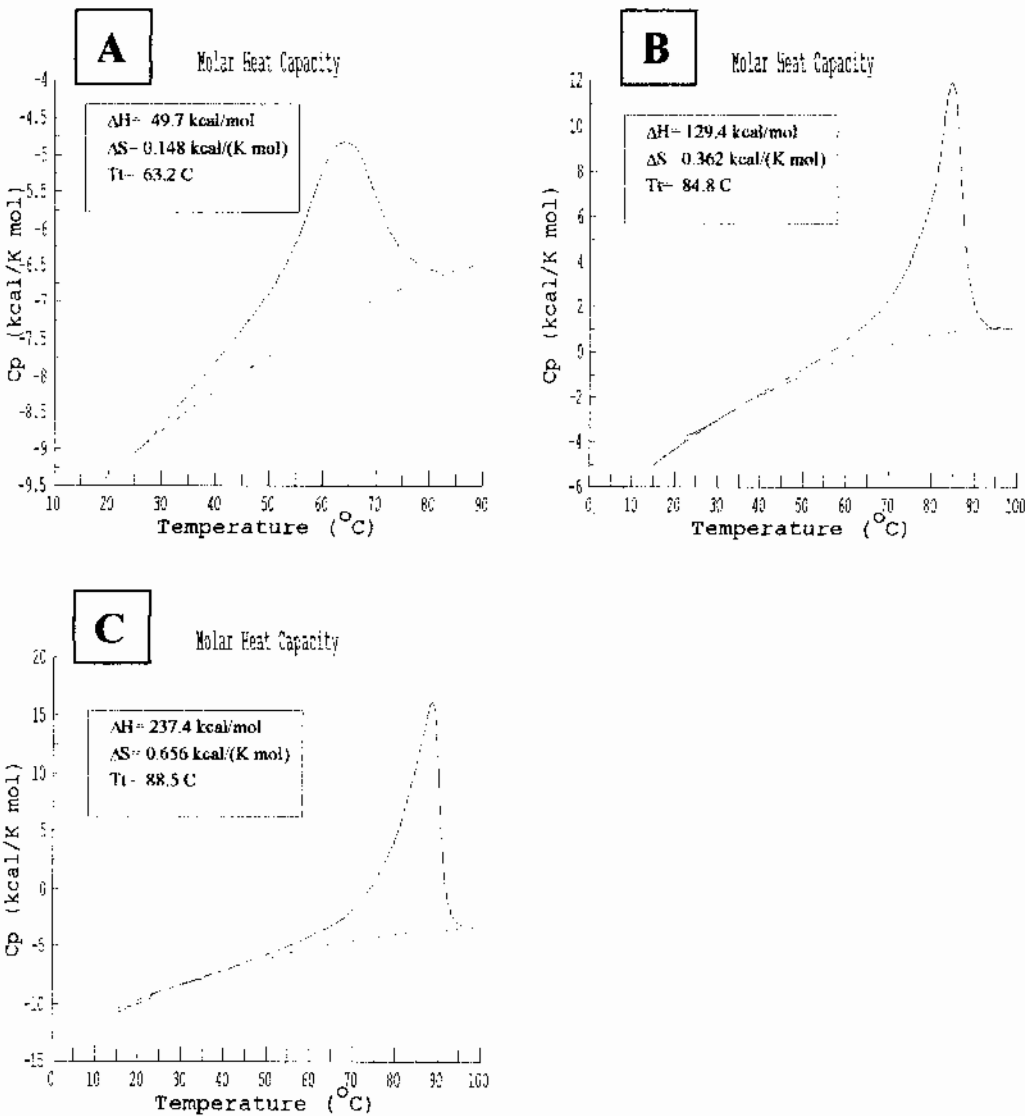 A
Molar Heat Capacity
ΔH= 49.7 kcal/mol
ΔS= 0.148 kcal/(K mol)
Tt= 63.2 C
-4
-4.5
-5
-5.5
-6
-6.5
-7
-7.5
-8
-8.5
-9
-9.5
Cp (kcal/K mol)
10 20 30 40 50 60 70 80 90
Temperature (°C)
B
Molar Heat Capacity
ΔH= 129.4 kcal/mol
ΔS 0.362 kcal/(K mol)
Tt= 84.8 C
12
10
8
6
4
2
0
-2
-4
-6
Cp (kcal/K mol)
0 10 20 30 40 50 60 70 80 90 100
Temperature (°C)
C
Molar Heat Capacity
ΔH= 237.4 kcal/mol
ΔS= 0.656 kcal/(K mol)
Tt - 88.5 C
20
15
10
5
0
-5
-10
-15
Cp (kcal/K mol)
0 10 20 30 40 50 60 70 80 90 100
Temperature (°C)